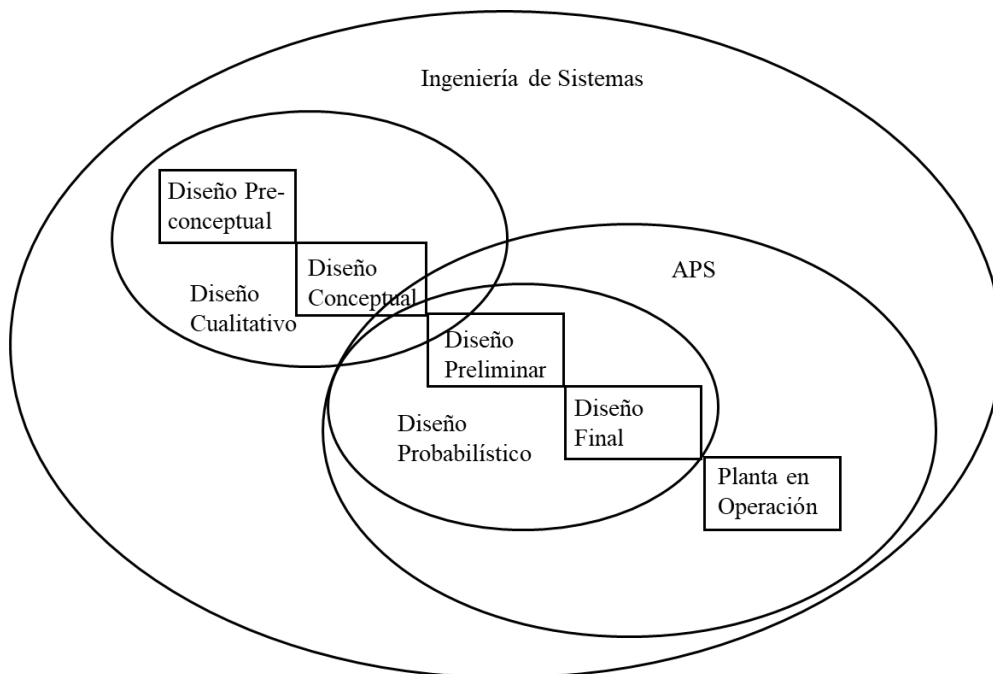 Ingeniería de Sistemas
Diseño Pre-
conceptual
Diseño
Conceptual
Diseño
Cualitativo
APS
Diseño
Preliminar
Diseño
Final
Diseño
Probabilístico
Planta en
Operación